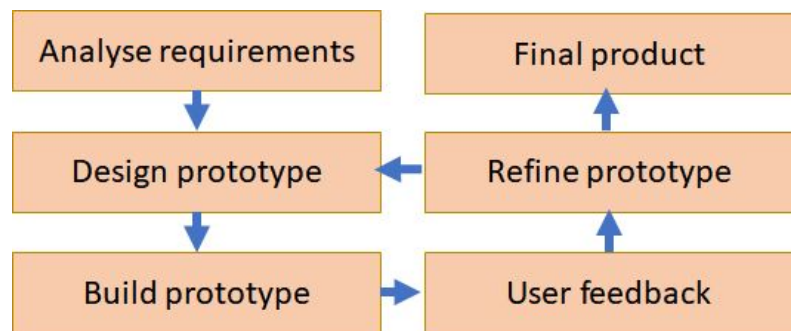 Analyse requirements
Final product
Design prototype
Refine prototype
Build prototype
User feedback